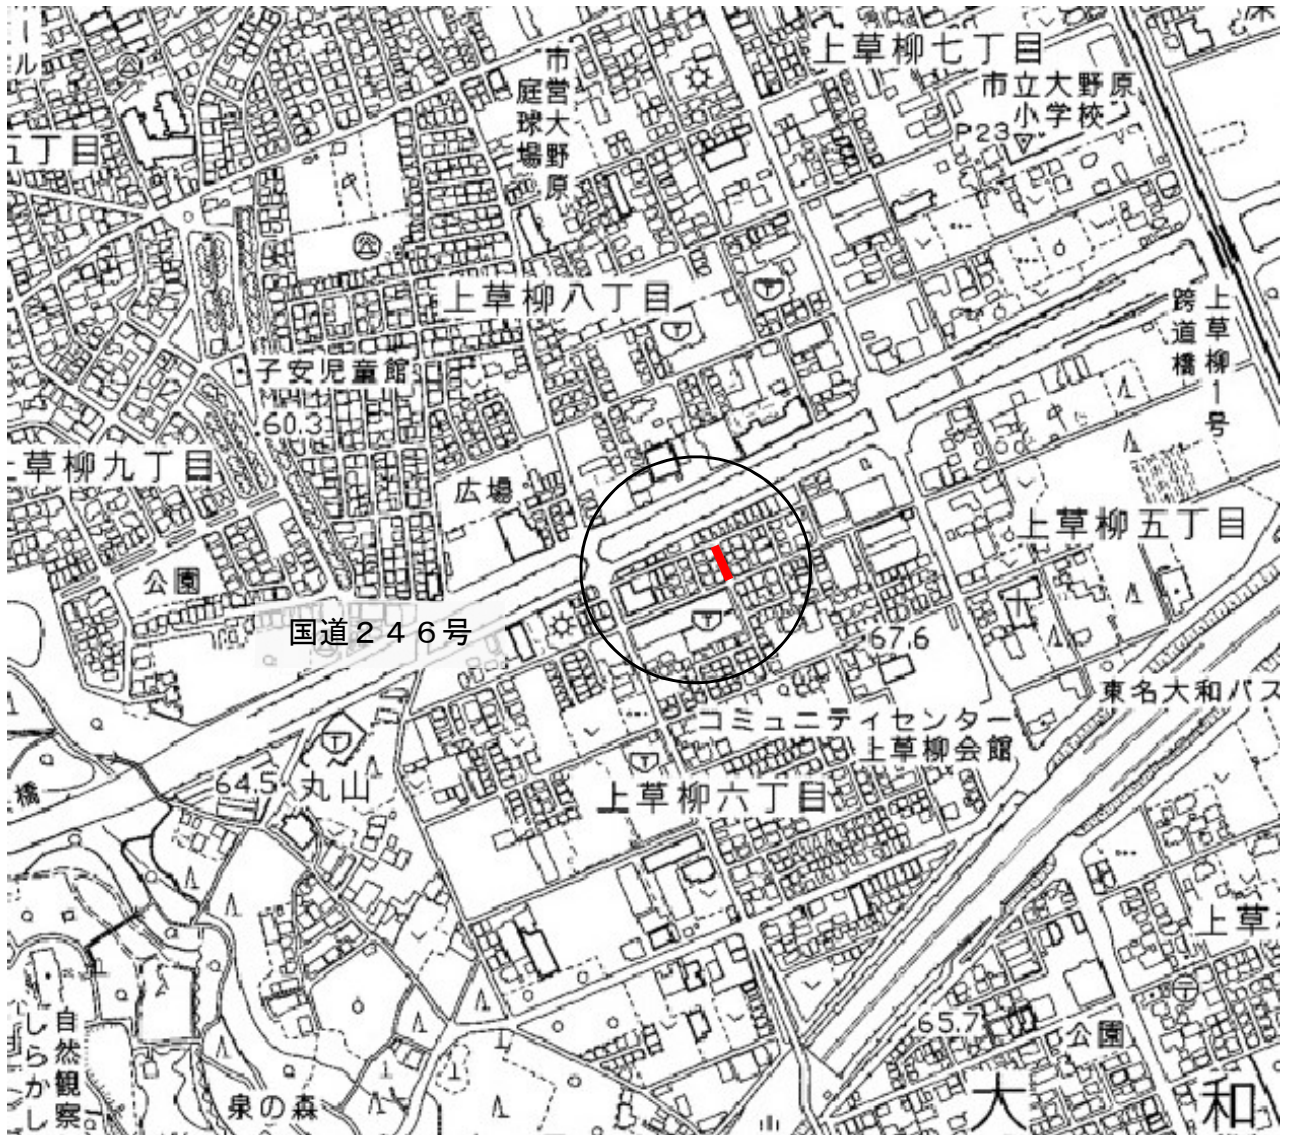 ール
上草柳七丁目
市営大野原
庭球場
市立大野原
小学校
P23
五丁目
上草柳八丁目
上草柳1号
跨道橋
子安児童館
60.3
上草柳九丁目
広場
上草柳五丁目
公園
国道246号
67.6
東名大和バス
コミュニティセンター
上草柳会館
橋
64.5
丸山
上草柳六丁目
上草
65.7
公園
自然観察
しらかし
泉の森
大和